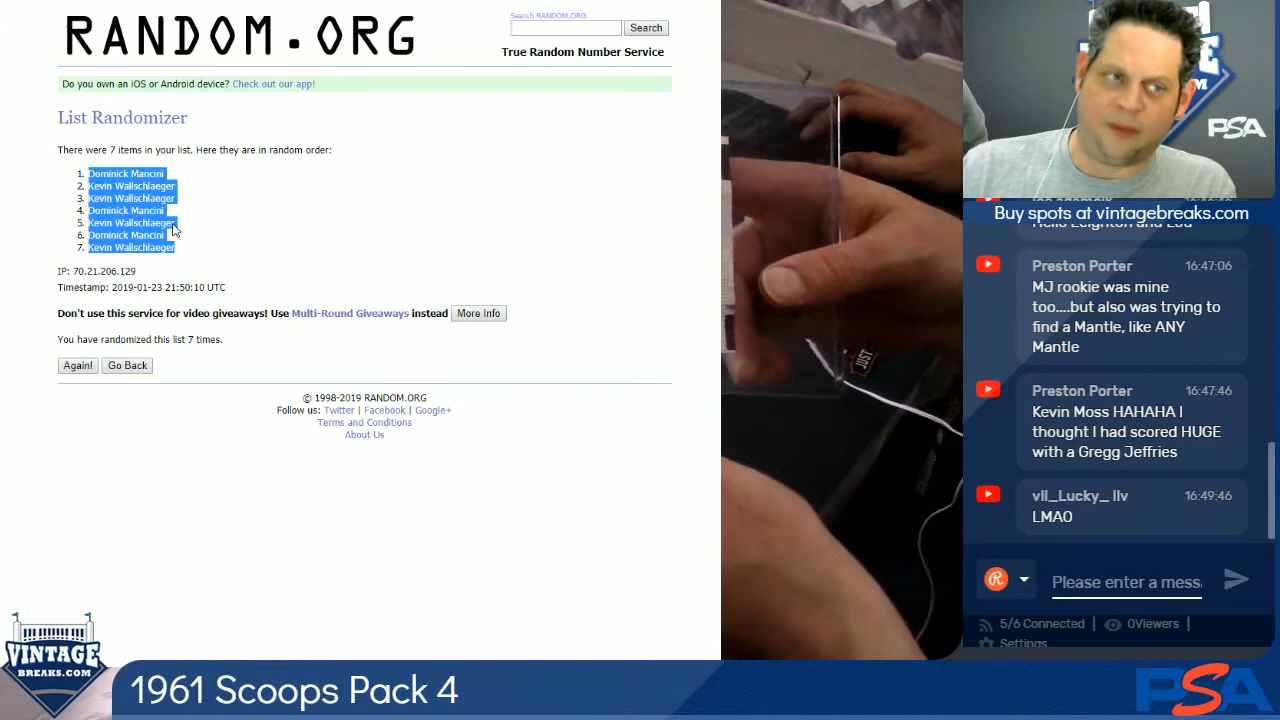 RANDOM.ORG
Search RANDOM.ORG
Search
True Random Number Service
Do you own an iOS or Android device? Check out our app!
List Randomizer
There were 7 items in your list. Here they are in random order:
1. Dominick Mancini
2. Kevin Wallschlaeger
3. Kevin Wallschlaeger
4. Dominick Mancini
5. Kevin Wallschlaeger
6. Dominick Mancini
7. Kevin Wallschlaeger
IP: 70.21.206.129
Timestamp: 2019-01-23 21:50:10 UTC
Don't use this service for video giveaways! Use Multi-Round Giveaways instead More Info
You have randomized this list 7 times.
Again! Go Back
© 1998-2019 RANDOM.ORG
Follow us: Twitter | Facebook | Google+
Terms and Conditions
About Us
JUST
PSA
Buy spots at vintagebreaks.com
Preston Porter 16:47:06
MJ rookie was mine
too....but also was trying to
find a Mantle, like ANY
Mantle
Preston Porter 16:47:46
Kevin Moss HAHAHA I
thought I had scored HUGE
with a Gregg Jeffries
vll_Lucky_ llv 16:49:46
LMAO
Please enter a messa
5/6 Connected | 0Viewers |
Settings
VINTAGE
BREAKS.COM
1961 Scoops Pack 4
PSA